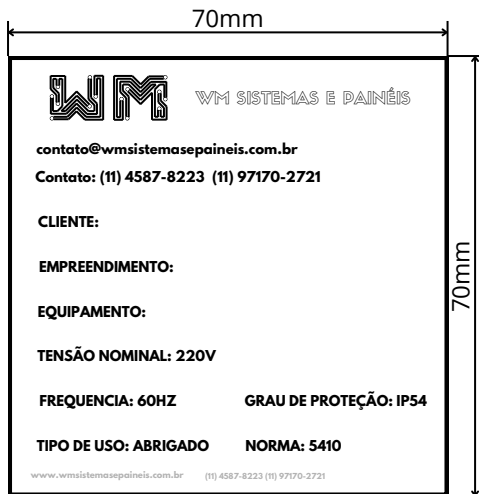 70mm
WM WM SISTEMAS E PAINÉIS
contato@wmsistemasepaineis.com.br
Contato: (11) 4587-8223 (11) 97170-2721
CLIENTE:
EMPREENDIMENTO:
EQUIPAMENTO:
70mm
TENSÃO NOMINAL: 220V
FREQUENCIA: 60HZ GRAU DE PROTEÇÃO: IP54
TIPO DE USO: ABRIGADO NORMA: 5410
www.wmsistemasepaineis.com.br (11) 4587-8223 (11) 97170-2721